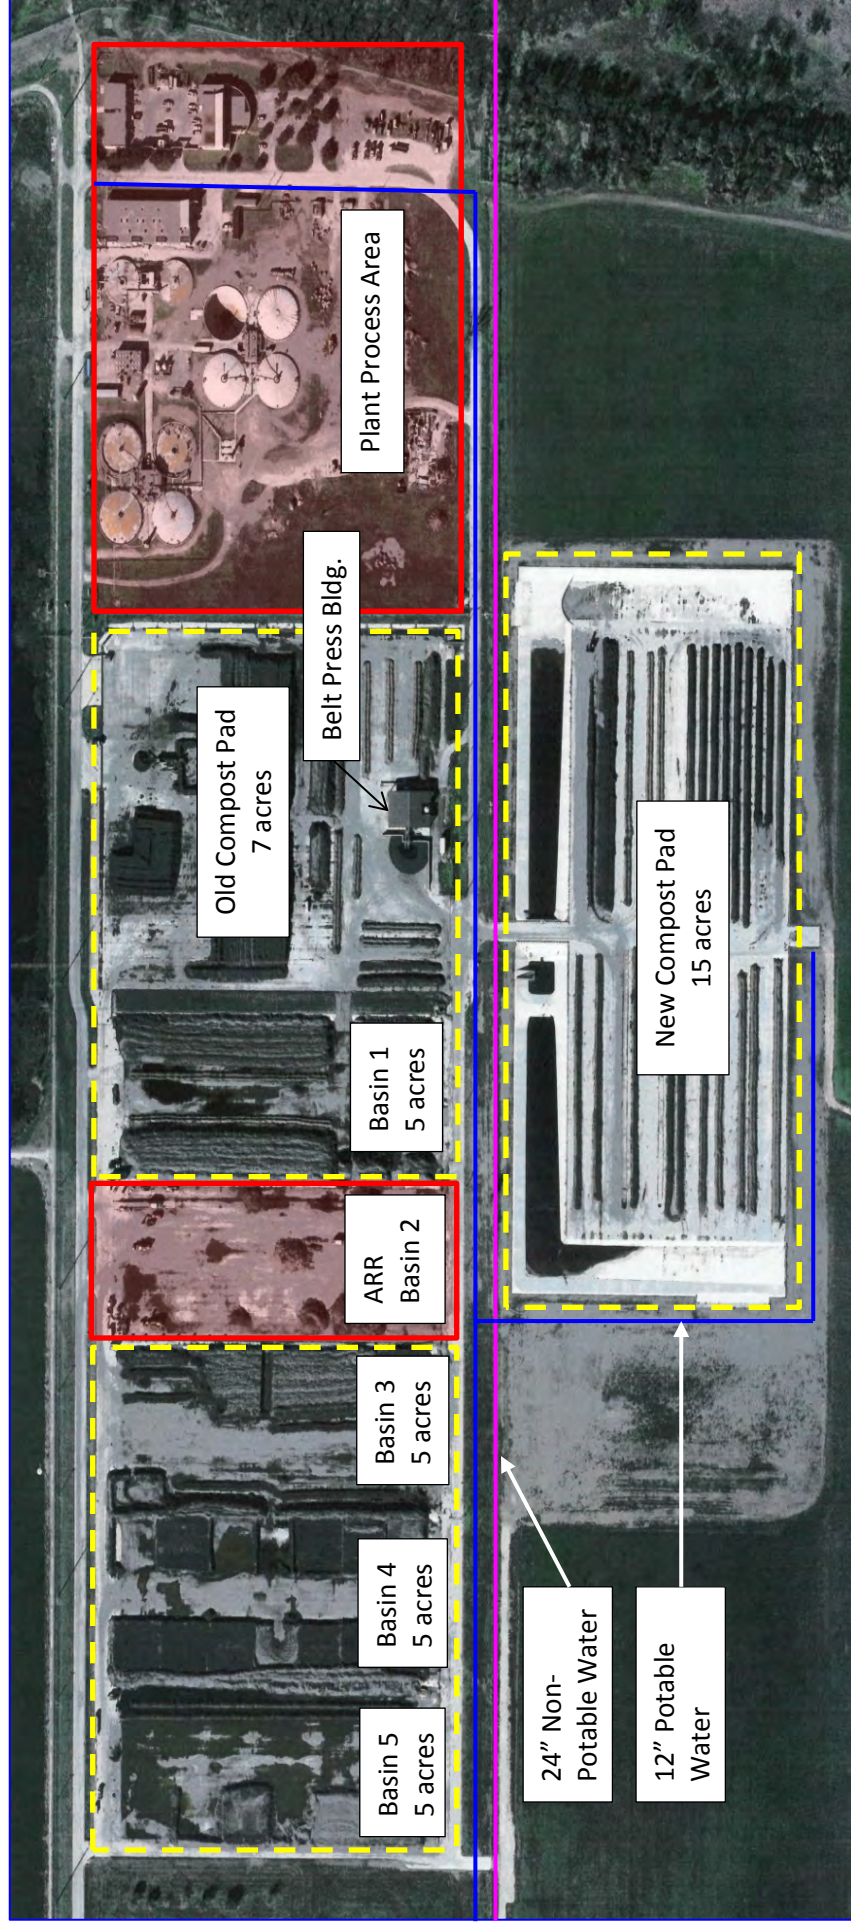 Plant Process Area
Belt Press Bldg.
Old Compost Pad
7 acres
Basin 1
5 acres
ARR
Basin 2
Basin 3
5 acres
Basin 4
5 acres
Basin 5
5 acres
New Compost Pad
15 acres
24” Non-
Potable Water
12” Potable
Water